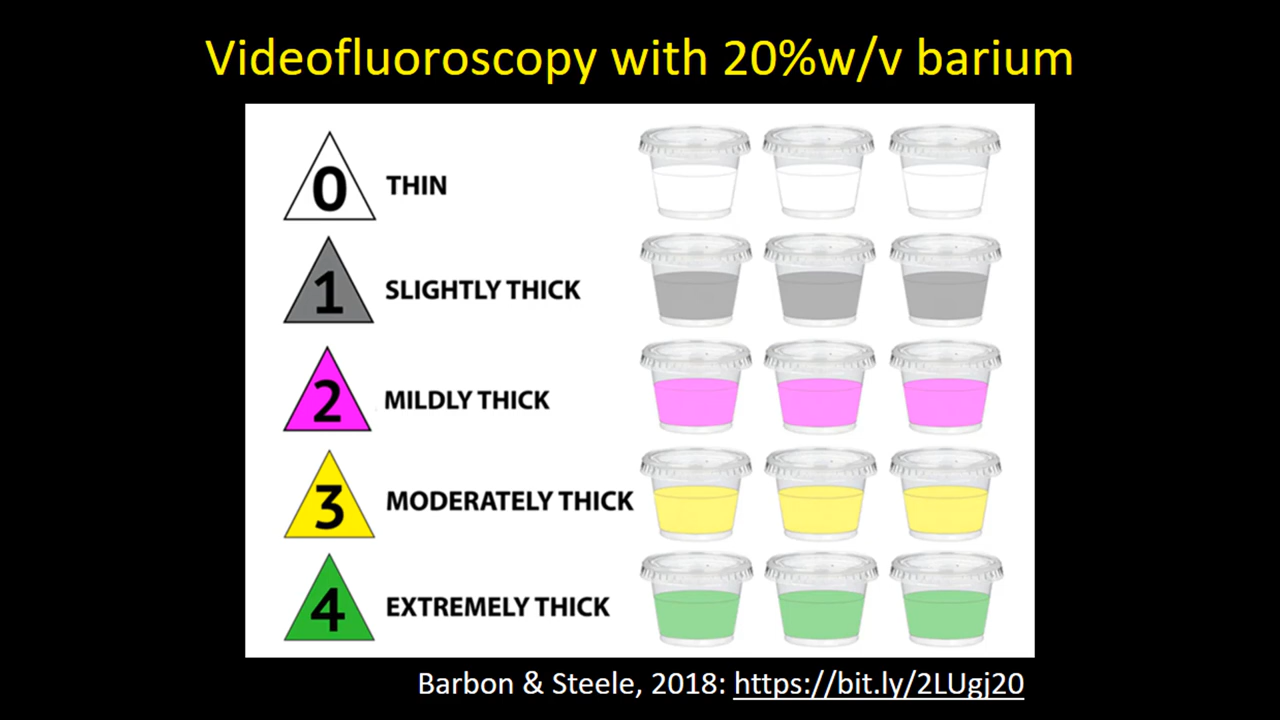 Videofluoroscopy with 20%w/v barium
0 THIN
1 SLIGHTLY THICK
2 MILDLY THICK
3 MODERATELY THICK
4 EXTREMELY THICK
Barbon & Steele, 2018: https://bit.ly/2LUgj20